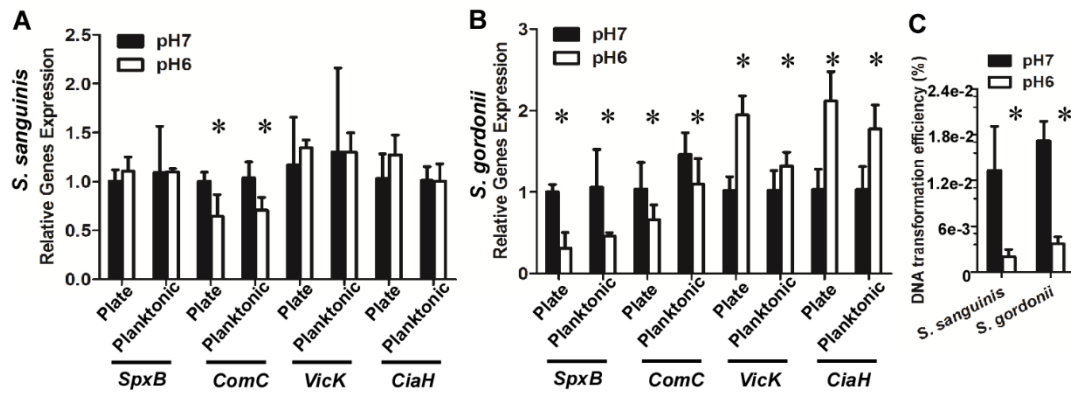 A
pH7
pH6
S. sanguinis
Relative Genes Expression
2.5
2.0
1.5
1.0
0.5
0.0
* *
Plate
Planktonic
Plate
Planktonic
Plate
Planktonic
Plate
Planktonic
SpxB ComC VicK CiaH
B
pH7
pH6
S. gordonii
Relative Genes Expression
3
2
1
0
* * * * * * * *
Plate
Planktonic
Plate
Planktonic
Plate
Planktonic
Plate
Planktonic
SpxB ComC VicK CiaH
C
pH7
pH6
DNA transformation efficiency (%)
2.4e-2
1.8e-2
1.2e-2
6e-3
0
* *
S. sanguinis
S. gordonii